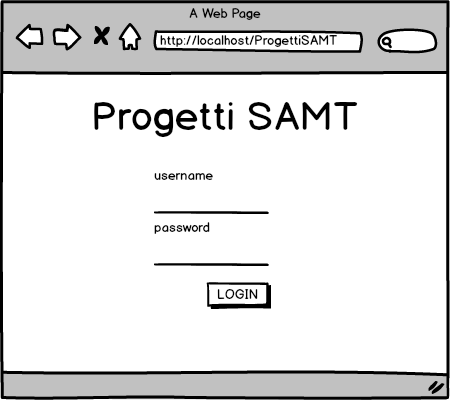 A Web Page
http://localhost/ProgettiSAMT
Progetti SAMT
username
password
LOGIN